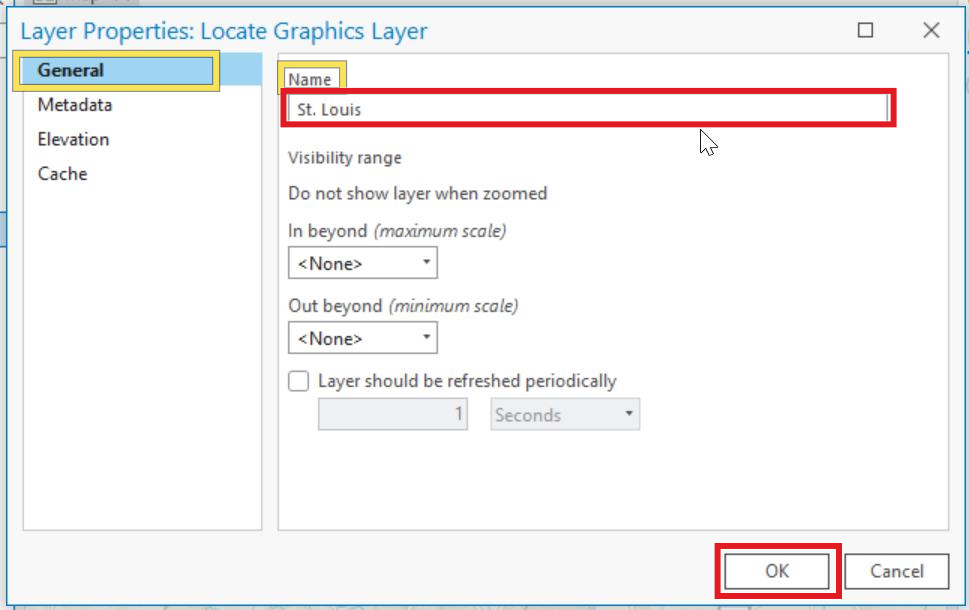 Layer Properties: Locate Graphics Layer
General
Metadata
Elevation
Cache
Name
St. Louis
Visibility range
Do not show layer when zoomed
In beyond (maximum scale)
<None>
Out beyond (minimum scale)
<None>
Layer should be refreshed periodically
1 Seconds
OK Cancel